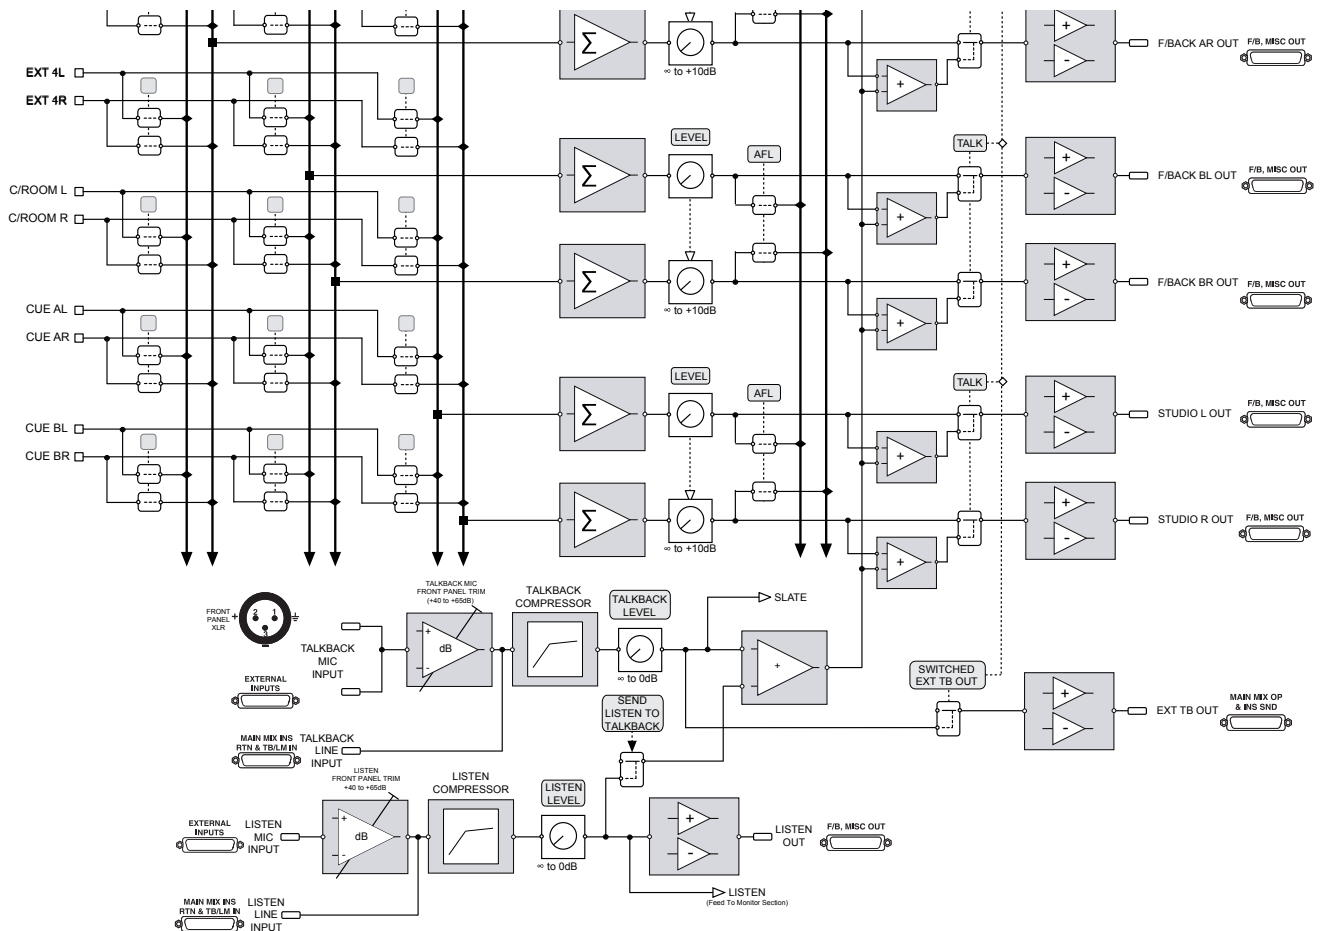 F/BACK AR OUT
F/B, MISC OUT
∞ to +10dB
Σ
+
-
+
EXT 4L
EXT 4R
LEVEL
AFL
TALK
Σ
+
+
-
F/BACK BL OUT
F/B, MISC OUT
C/ROOM L
C/ROOM R
Σ
∞ to +10dB
+
+
-
F/BACK BR OUT
F/B, MISC OUT
CUE AL
CUE AR
LEVEL
AFL
TALK
Σ
+
+
-
STUDIO L OUT
F/B, MISC OUT
CUE BL
CUE BR
Σ
∞ to +10dB
+
+
-
STUDIO R OUT
F/B, MISC OUT
FRONT
PANEL
XLR
+
2
1
3
TALKBACK MIC
FRONT PANEL TRIM
(+40 to +65dB)
TALKBACK
COMPRESSOR
TALKBACK
LEVEL
SLATE
TALKBACK
MIC
INPUT
+
dB
-
∞ to 0dB
+
EXTERNAL
INPUTS
SEND
LISTEN TO
TALKBACK
SWITCHED
EXT TB OUT
+
-
EXT TB OUT
MAIN MIX OP
& INS SND
MAIN MIX INS
RTN & TB/LM IN
TALKBACK
LINE
INPUT
LISTEN
FRONT PANEL TRIM
+40 to +65dB
LISTEN
COMPRESSOR
LISTEN
LEVEL
EXTERNAL
INPUTS
LISTEN
MIC
INPUT
+
dB
-
∞ to 0dB
+
-
LISTEN
OUT
F/B, MISC OUT
MAIN MIX INS
RTN & TB/LM IN
LISTEN
LINE
INPUT
LISTEN
(Feed To Monitor Section)